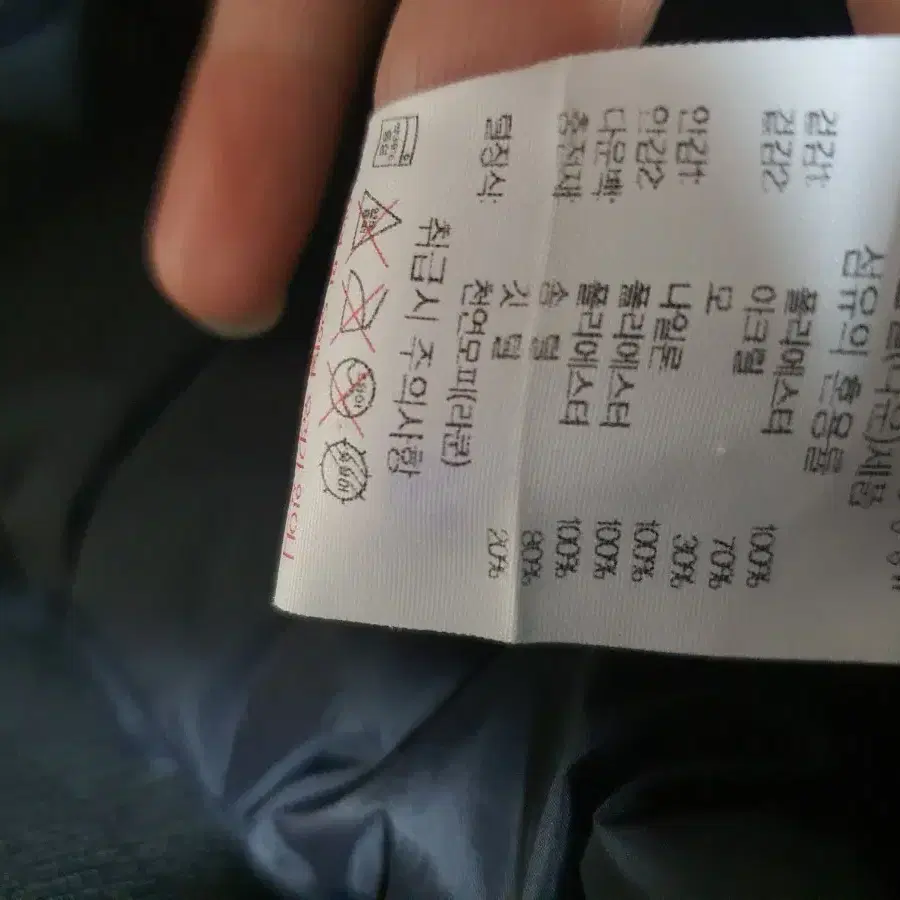 섬유의 혼용율
겉감1: 폴리에스터 100%
겉감2: 아크릴 70%
모 30%
안감1: 나일론 100%
안감2: 폴리에스터 100%
다운백: 폴리에스터 100%
충전재: 솜 털 80%
깃 털 20%
털장식: 천연모피(라쿤)
취급시 주의사항